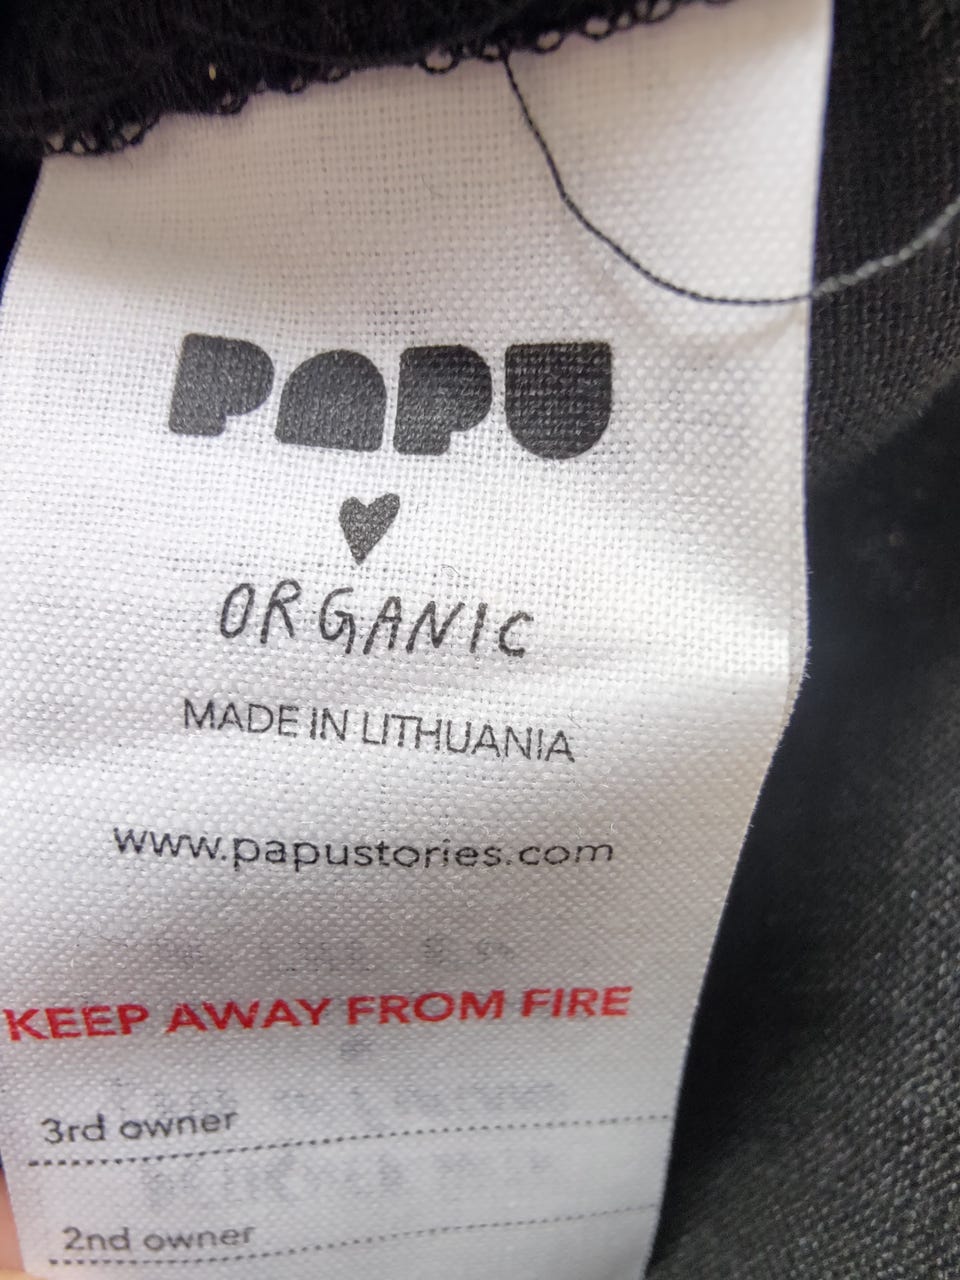 PAPU
ORGANIC
MADE IN LITHUANIA
www.papustories.com
KEEP AWAY FROM FIRE
3rd owner
2nd owner